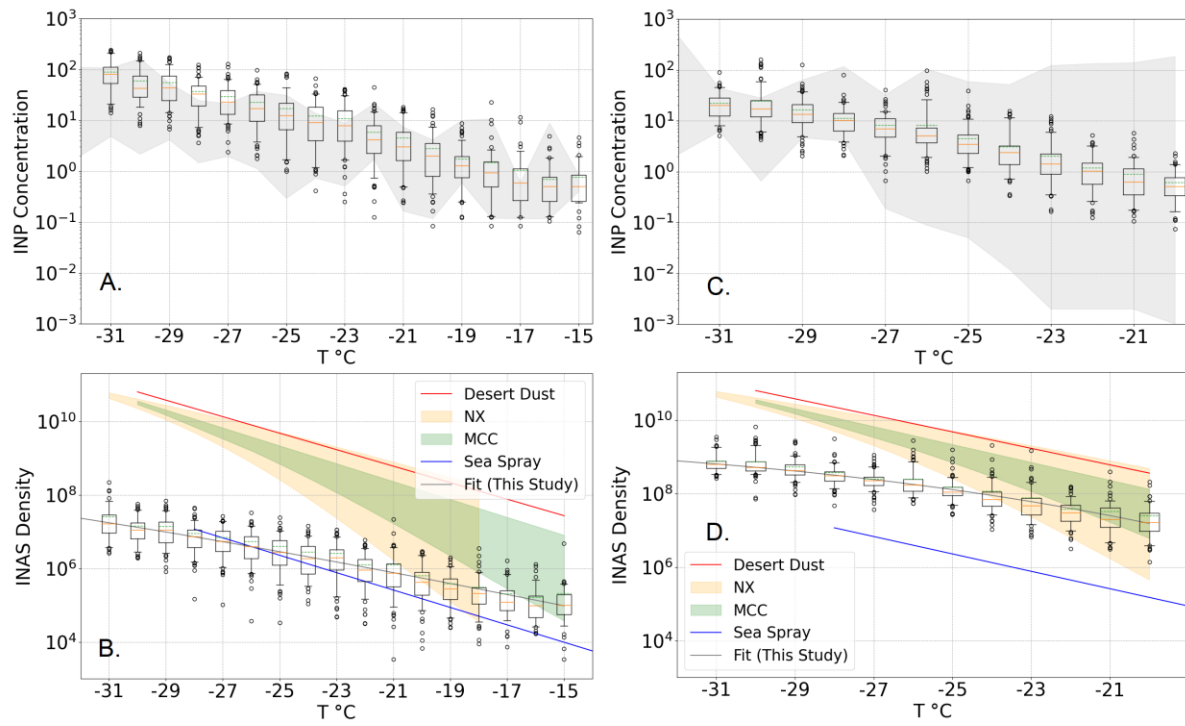 10³
10²
10¹
10⁰
10⁻¹
10⁻²
10⁻³
INP Concentration
A.
-31 -29 -27 -25 -23 -21 -19 -17 -15
T °C
10³
10²
10¹
10⁰
10⁻¹
10⁻²
10⁻³
INP Concentration
C.
-31 -29 -27 -25 -23 -21
T °C
10¹⁰
10⁸
10⁶
10⁴
INAS Density
Desert Dust
NX
MCC
Sea Spray
Fit (This Study)
B.
-31 -29 -27 -25 -23 -21 -19 -17 -15
T °C
10¹⁰
10⁸
10⁶
10⁴
INAS Density
D.
Desert Dust
NX
MCC
Sea Spray
Fit (This Study)
-31 -29 -27 -25 -23 -21
T °C